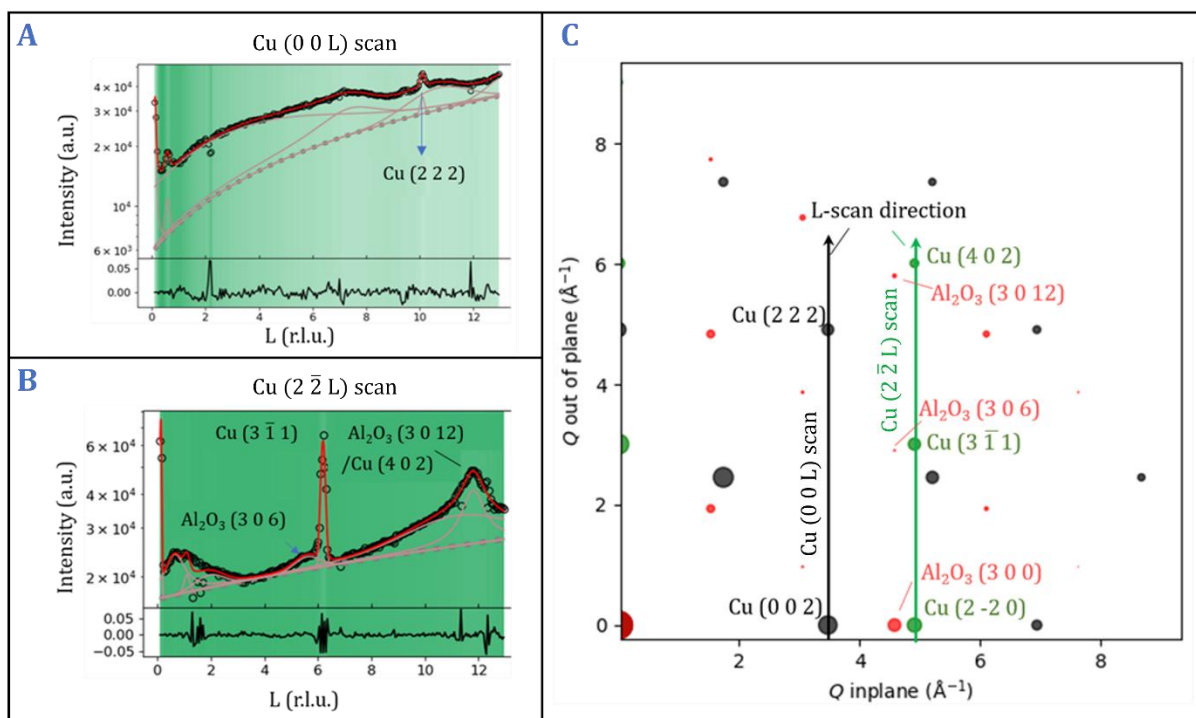 A
Cu (0 0 L) scan
Intensity (a.u.)
4 × 10⁴
3 × 10⁴
2 × 10⁴
10⁴
6 × 10³
Cu (2 2 2)
0.05
0.00
0 2 4 6 8 10 12
L (r.l.u.)
B
Cu (2 2̅ L) scan
Intensity (a.u.)
6 × 10⁴
4 × 10⁴
3 × 10⁴
2 × 10⁴
Cu (3 1̅ 1)
Al₂O₃ (3 0 12)
/Cu (4 0 2)
Al₂O₃ (3 0 6)
0.05
0.00
−0.05
0 2 4 6 8 10 12
L (r.l.u.)
C
Q out of plane (Å⁻¹)
8
6
4
2
0
L-scan direction
Cu (4 0 2)
Al₂O₃ (3 0 12)
Cu (2 2 2)
Cu (2 2̅ L) scan
Al₂O₃ (3 0 6)
Cu (3 1̅ 1)
Cu (0 0 L) scan
Al₂O₃ (3 0 0)
Cu (0 0 2)
Cu (2 -2 0)
2 4 6 8
Q inplane (Å⁻¹)